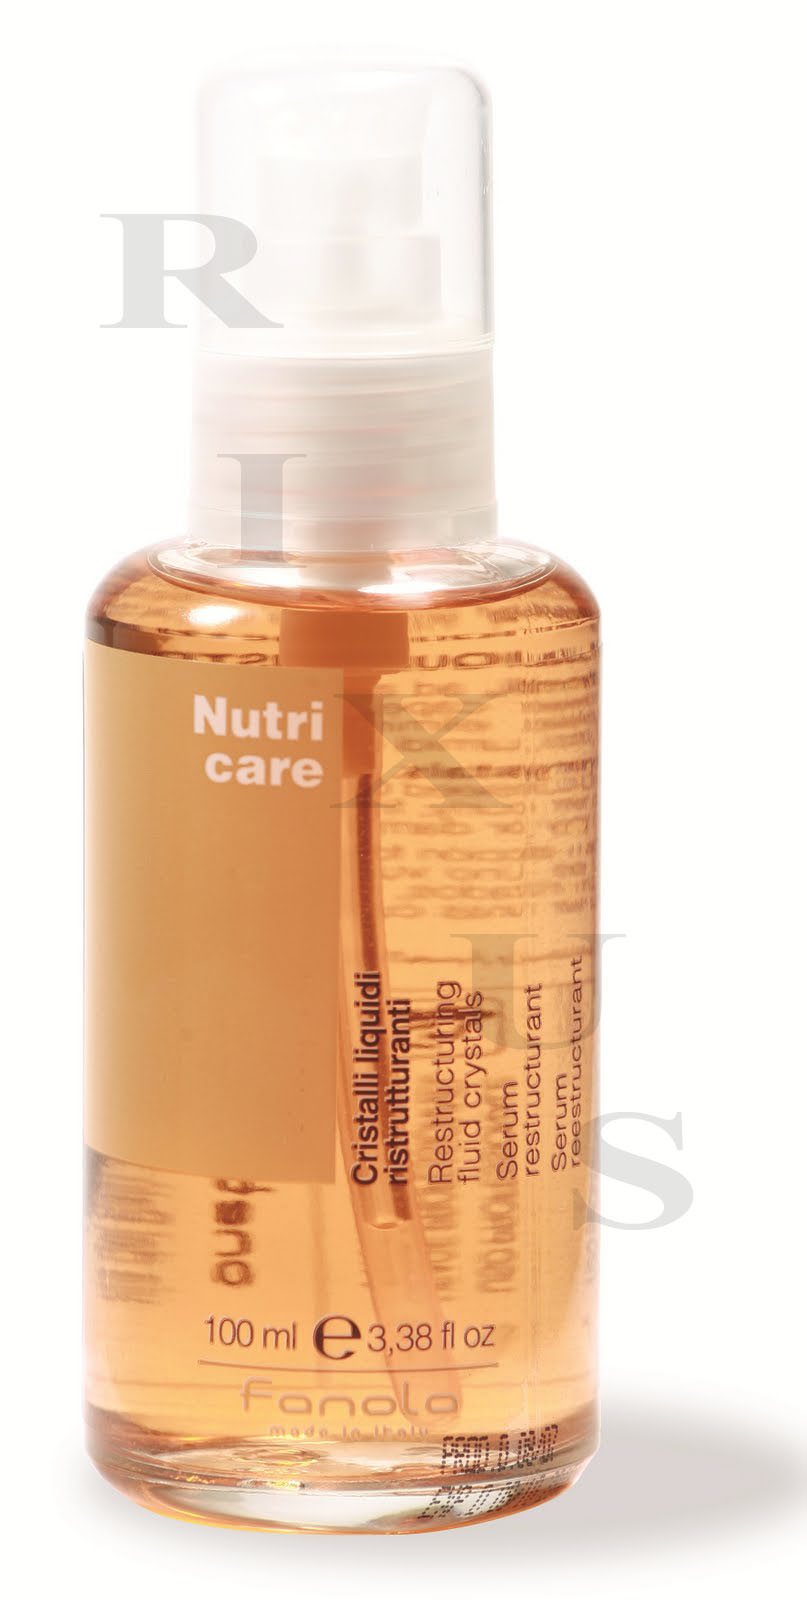 R
I
X
U
S
Nutri
care
Cristalli liquidi
ristrutturanti
Restructuring
fluid crystals
Serum
restructurant
Serum
reestructurant
100 ml e 3,38 fl oz
fanola
made in Italy